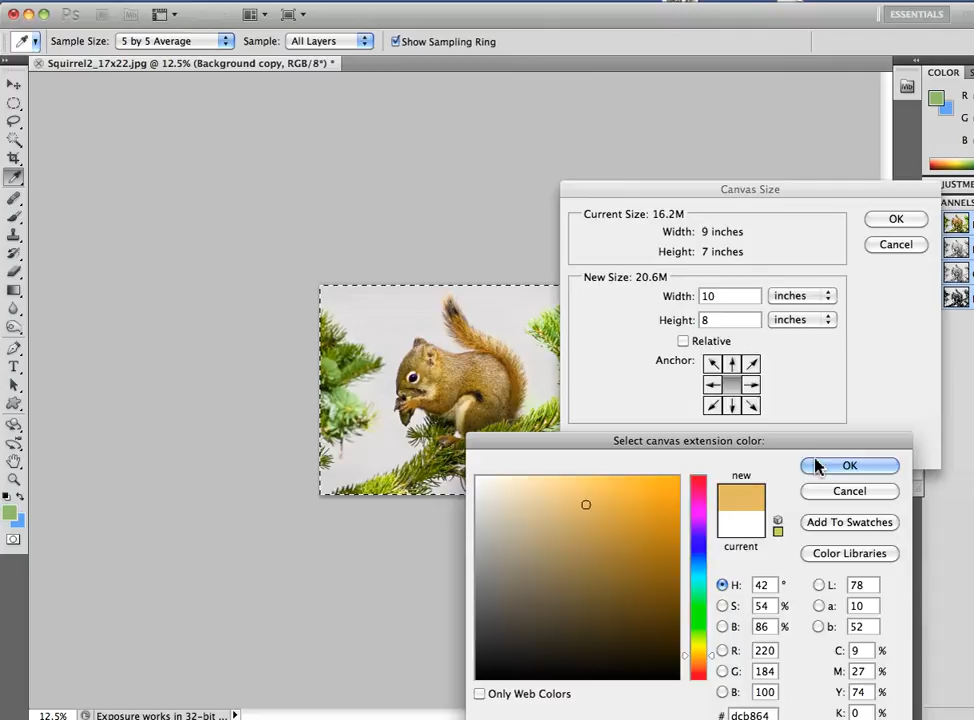 Ps Br Mb ESSENTIALS
Sample Size: 5 by 5 Average Sample: All Layers Show Sampling Ring
Squirrel2_17x22.jpg @ 12.5% (Background copy, RGB/8*) *
COLOR
R
G
B
Mb
Canvas Size
Current Size: 16.2M
Width: 9 inches
Height: 7 inches
OK
Cancel
New Size: 20.6M
Width: 10 inches
Height: 8 inches
Relative
Anchor:
Select canvas extension color:
new
current
OK
Cancel
Add To Swatches
Color Libraries
H: 42 ° L: 78
S: 54 % a: 10
B: 86 % b: 52
R: 220 C: 9 %
G: 184 M: 27 %
B: 100 Y: 74 %
# dcb864 K: 0 %
Only Web Colors
12.5% Exposure works in 32-bit ...